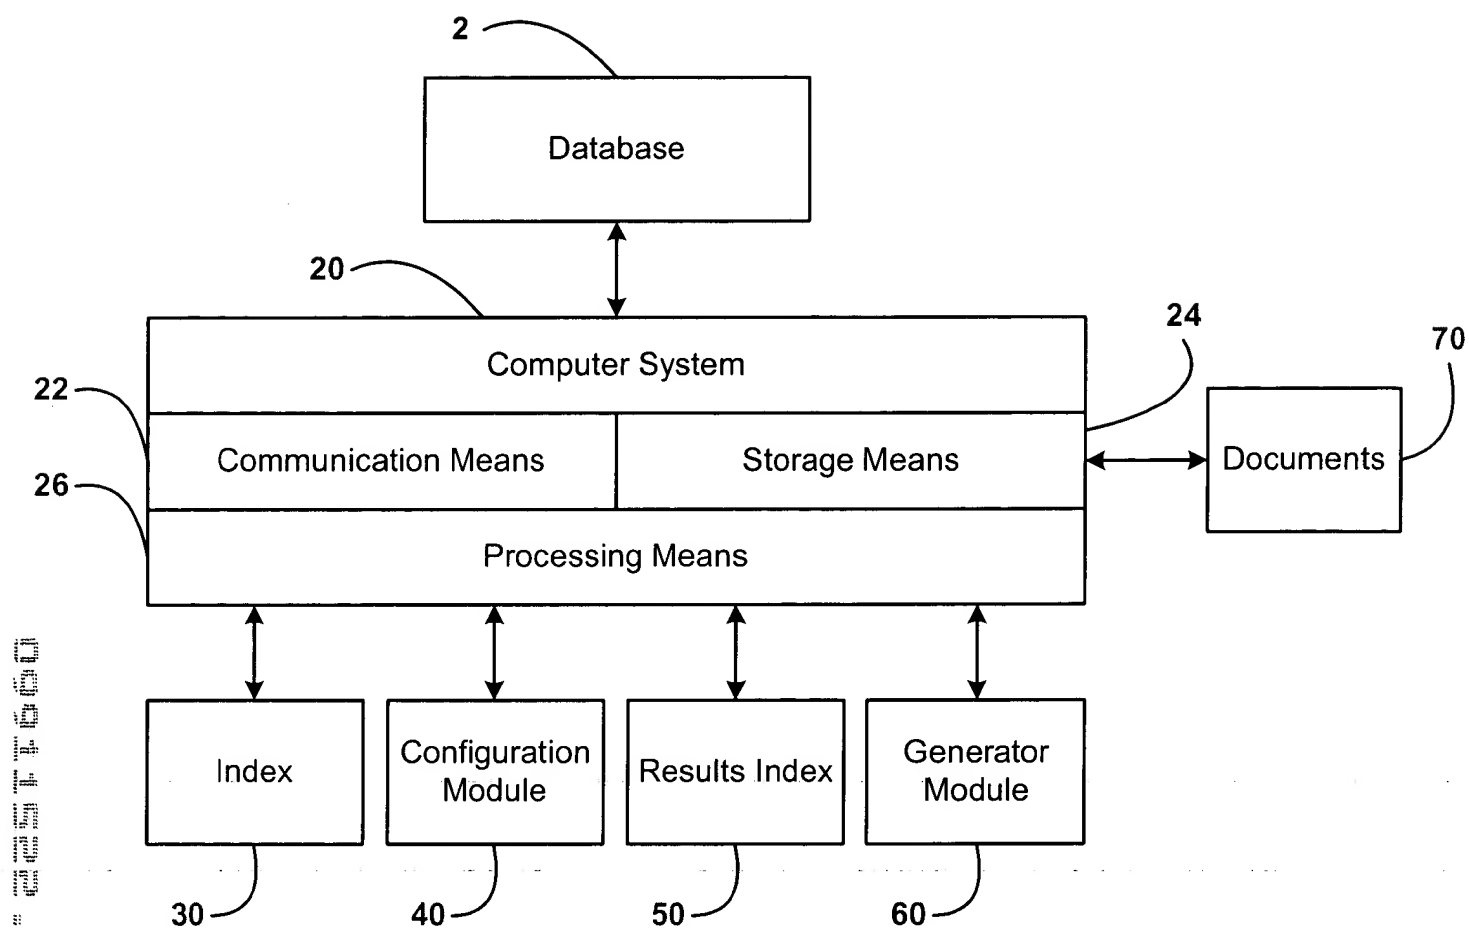 2
Database
20
Computer System
24
70
22
Communication Means
Storage Means
Documents
26
Processing Means
Index
Configuration
Module
Results Index
Generator
Module
30
40
50
60